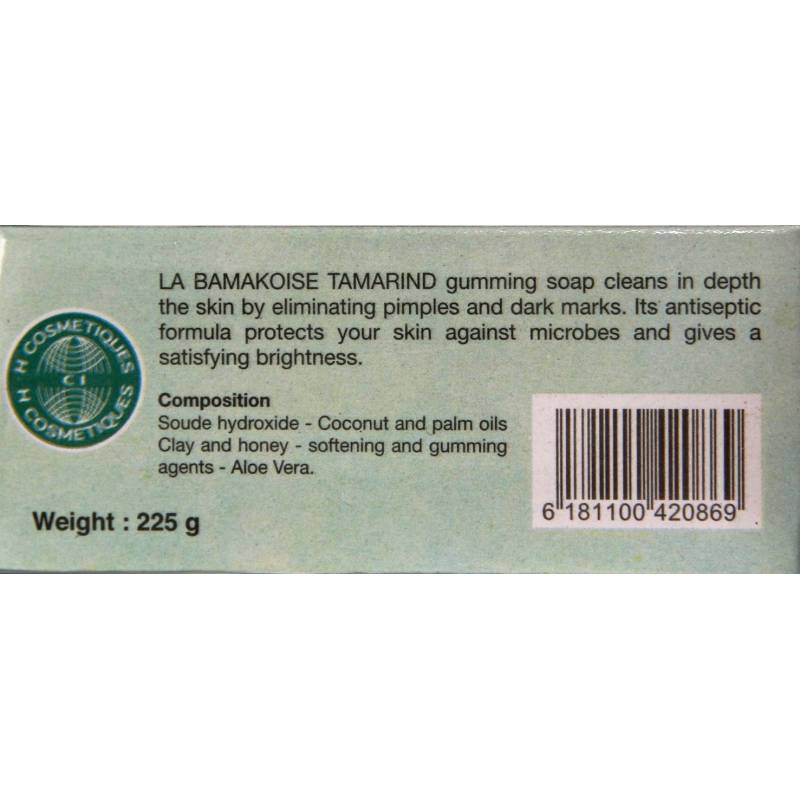 LA BAMAKOISE TAMARIND gumming soap cleans in depth
the skin by eliminating pimples and dark marks. Its antiseptic
formula protects your skin against microbes and gives a
satisfying brightness.
H COSMETIQUES
CI
H COSMETIQUES
Composition
Soude hydroxide - Coconut and palm oils
Clay and honey - softening and gumming
agents - Aloe Vera.
Weight : 225 g
6 181100 420869